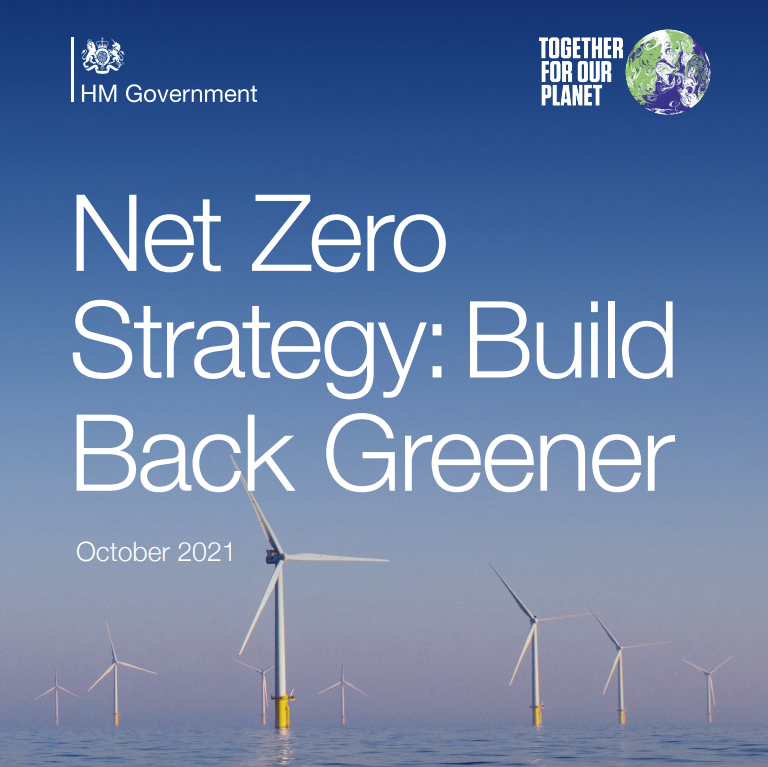 HM Government
TOGETHER
FOR OUR
PLANET
Net Zero
Strategy: Build
Back Greener
October 2021